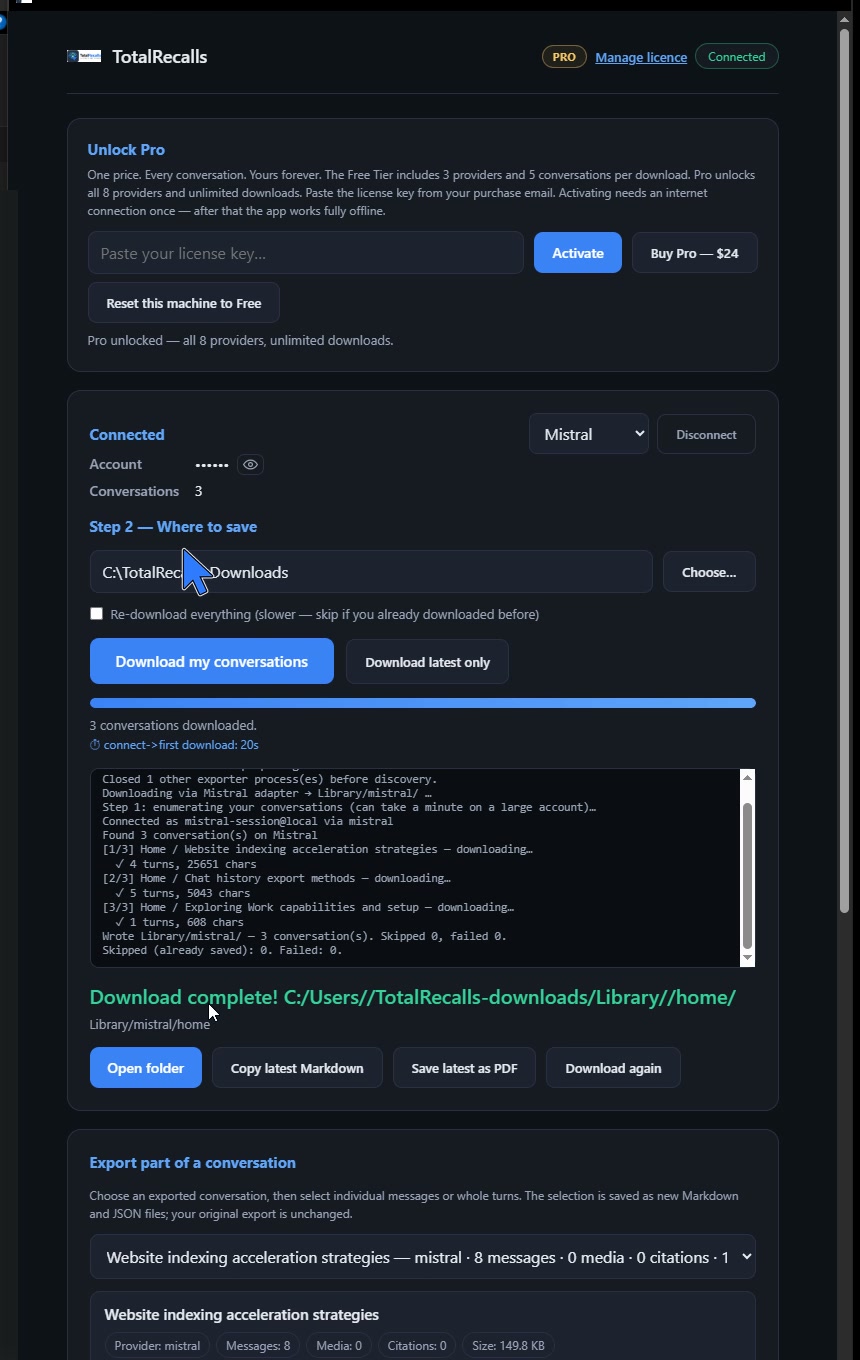 TotalRecalls
PRO
Manage licence
Connected
Unlock Pro
One price. Every conversation. Yours forever. The Free Tier includes 3 providers and 5 conversations per download. Pro unlocks
all 8 providers and unlimited downloads. Paste the license key from your purchase email. Activating needs an internet
connection once — after that the app works fully offline.
Paste your license key...
Activate
Buy Pro — $24
Reset this machine to Free
Pro unlocked — all 8 providers, unlimited downloads.
Connected
Mistral
Disconnect
Account ••••••
Conversations 3
Step 2 — Where to save
C:\TotalRec Downloads
Choose...
Re-download everything (slower — skip if you already downloaded before)
Download my conversations
Download latest only
3 conversations downloaded.
⏱ connect->first download: 20s
Closed 1 other exporter process(es) before discovery.
Downloading via Mistral adapter → Library/mistral/ …
Step 1: enumerating your conversations (can take a minute on a large account)…
Connected as mistral-session@local via mistral
Found 3 conversation(s) on Mistral
[1/3] Home / Website indexing acceleration strategies — downloading…
✓ 4 turns, 25651 chars
[2/3] Home / Chat history export methods — downloading…
✓ 5 turns, 5043 chars
[3/3] Home / Exploring Work capabilities and setup — downloading…
✓ 1 turns, 608 chars
Wrote Library/mistral/ — 3 conversation(s). Skipped 0, failed 0.
Skipped (already saved): 0. Failed: 0.
Download complete! C:/Users//TotalRecalls-downloads/Library//home/
Library/mistral/home
Open folder
Copy latest Markdown
Save latest as PDF
Download again
Export part of a conversation
Choose an exported conversation, then select individual messages or whole turns. The selection is saved as new Markdown
and JSON files; your original export is unchanged.
Website indexing acceleration strategies — mistral · 8 messages · 0 media · 0 citations · 1
Website indexing acceleration strategies
Provider: mistral
Messages: 8
Media: 0
Citations: 0
Size: 149.8 KB